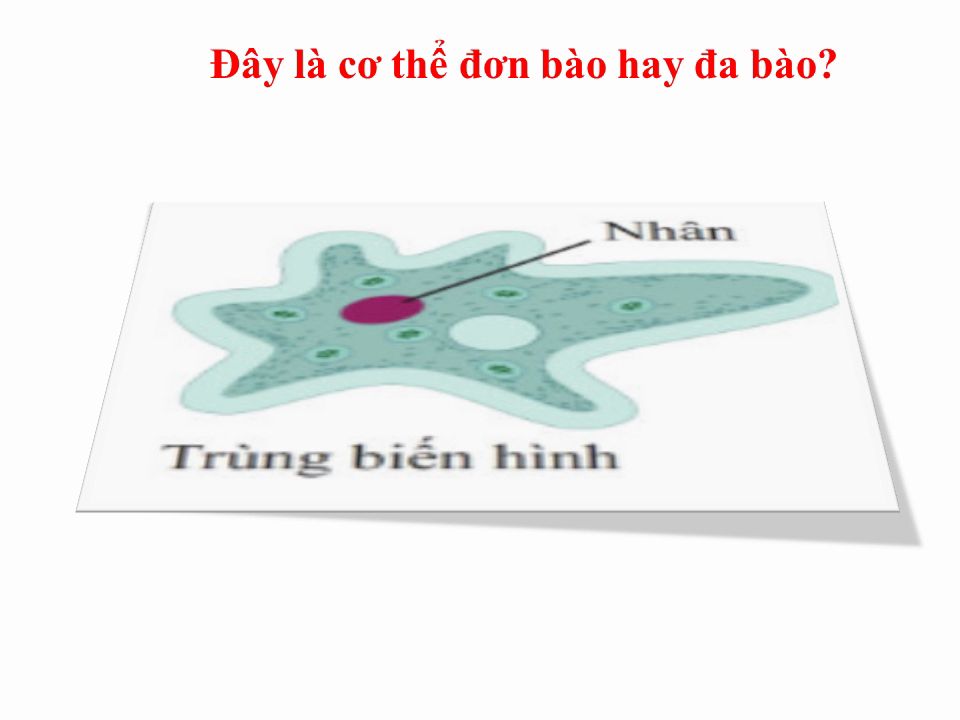 Đây là cơ thể đơn bào hay đa bào?
Nhân
Trùng biến hình